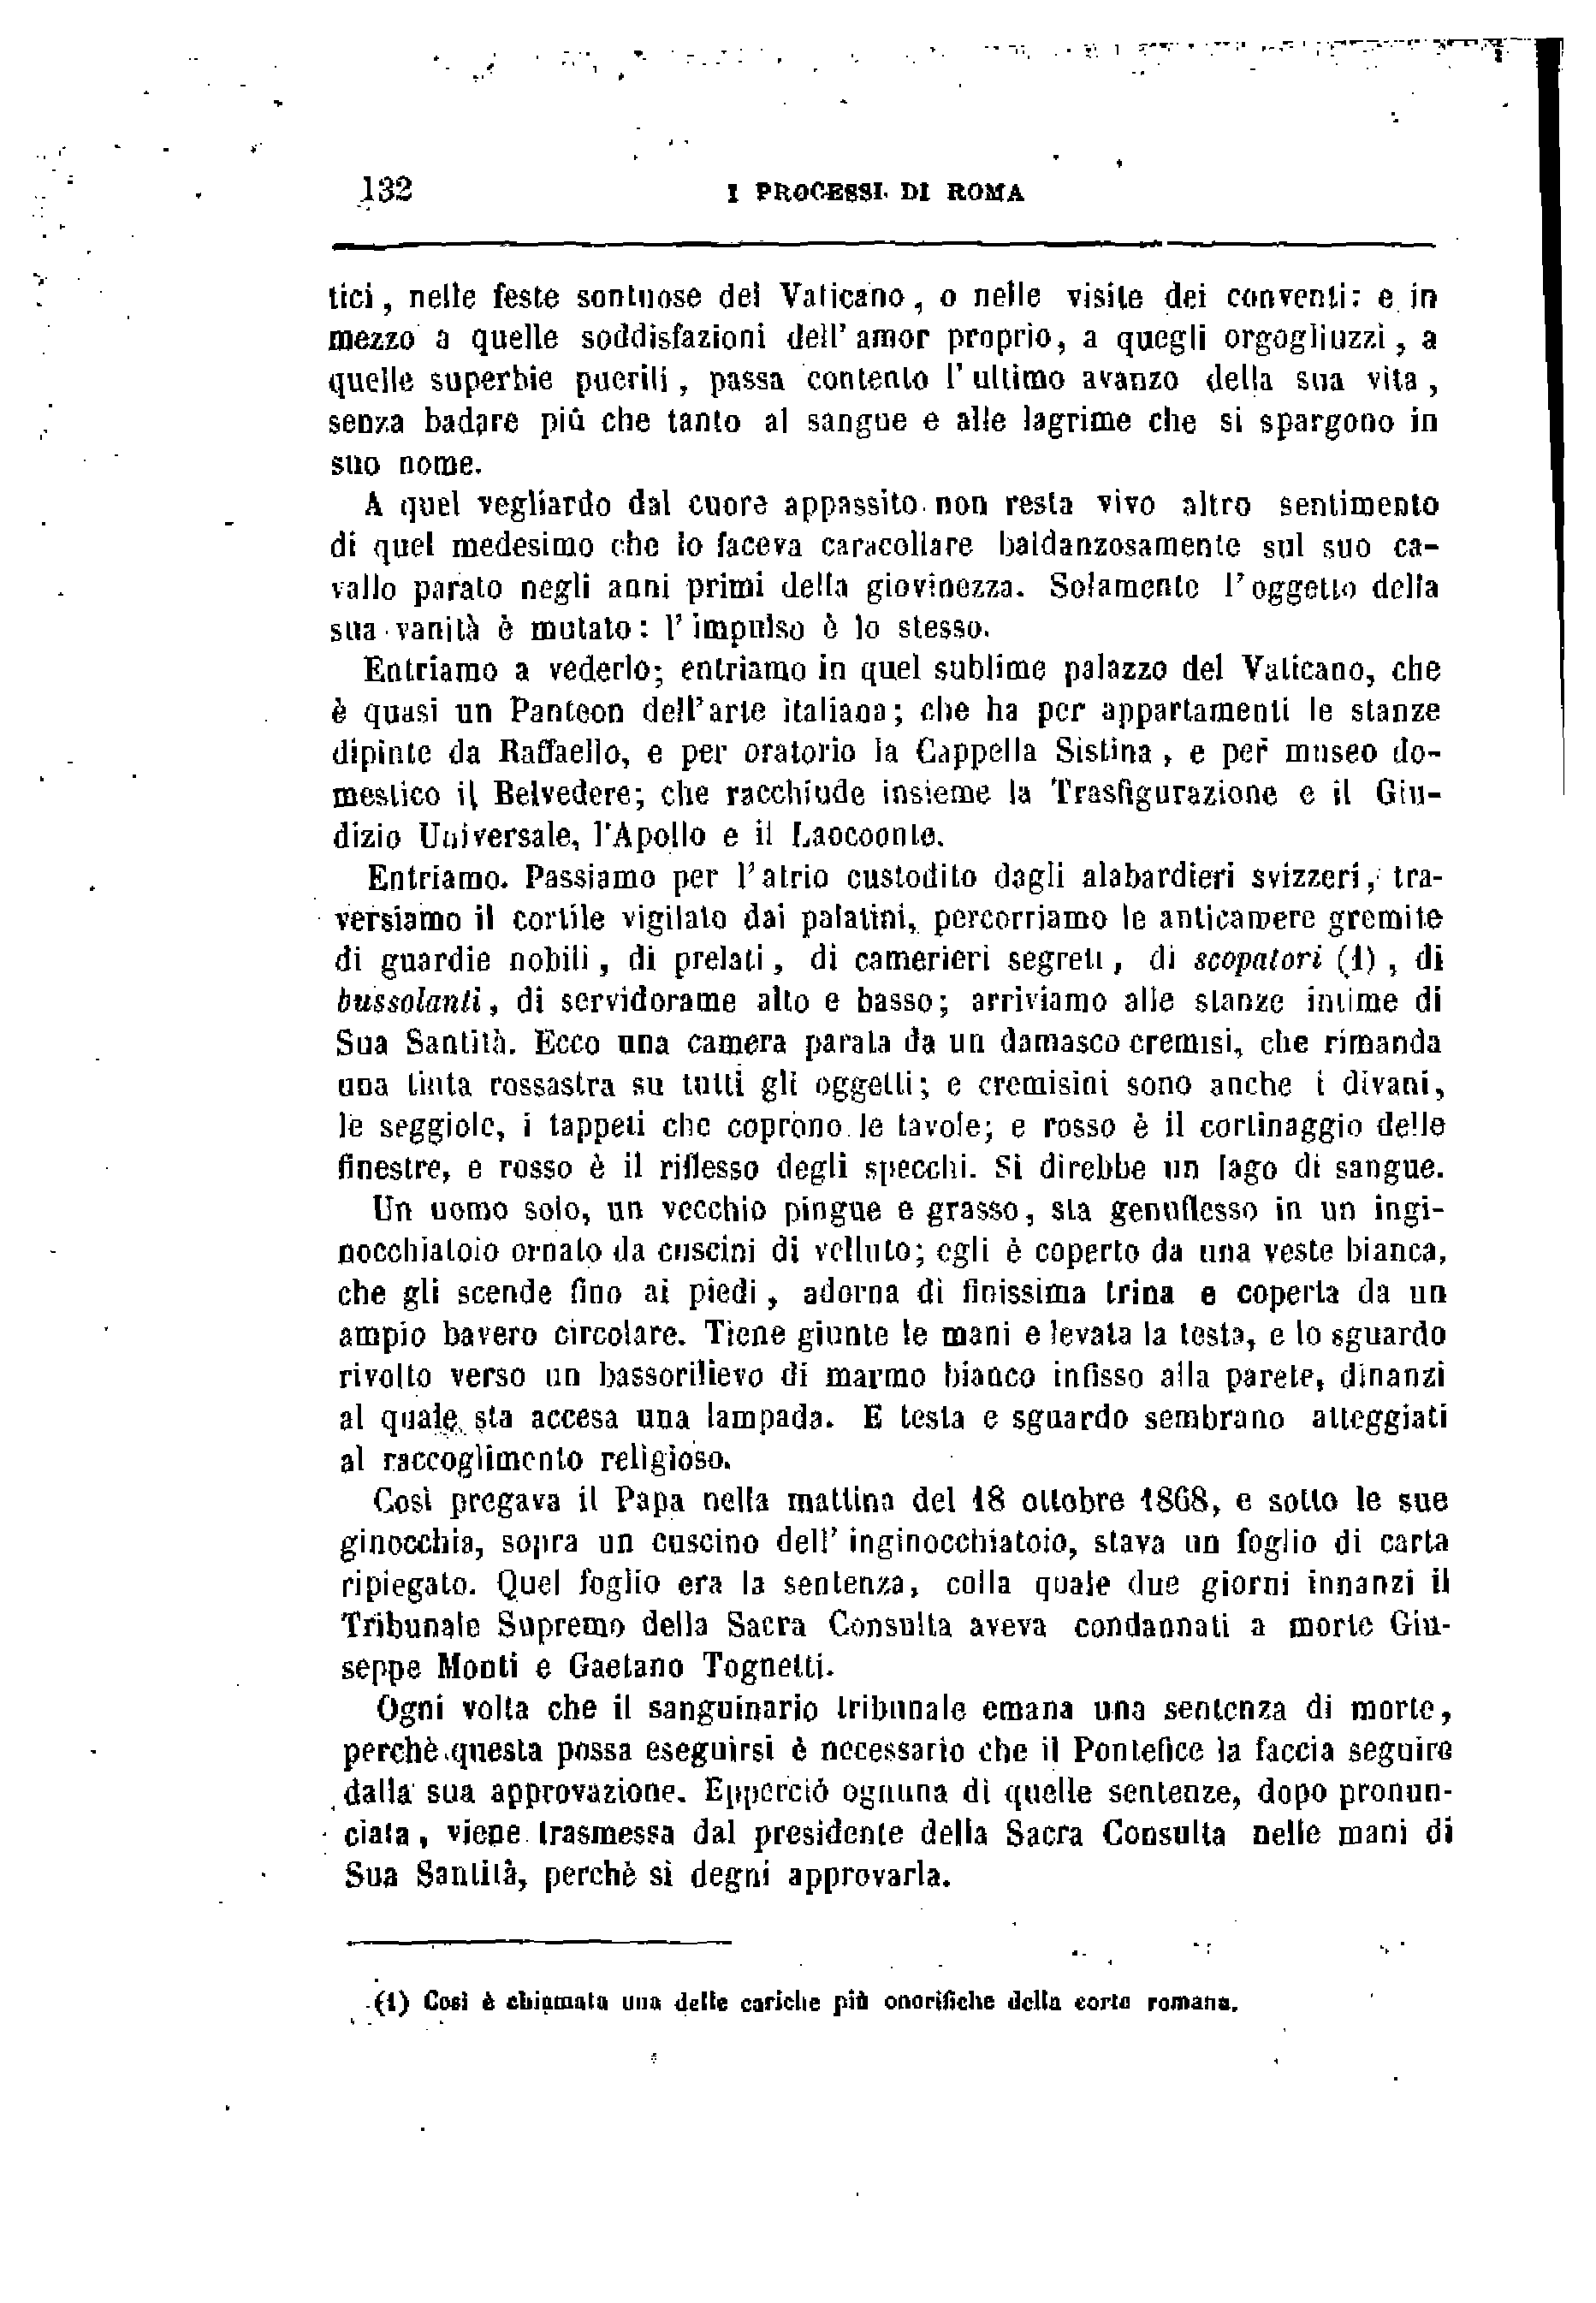 132 I PROCESSI DI ROMA
tici, nelle feste sontuose del Vaticano, o nelle visite dei conventi: e in
mezzo a quelle soddisfazioni dell'amor proprio, a quegli orgogliuzzi, a
quelle superbie puerili, passa contento l'ultimo avanzo della sua vita,
senza badare più che tanto al sangue e alle lagrime che si spargono in
suo nome.
A quel vegliardo dal cuore appassito non resta vivo altro sentimento
di quel medesimo che lo faceva caracollare baldanzosamente sul suo ca-
vallo parato negli anni primi della giovinezza. Solamente l'oggetto della
sua vanità è mutato: l'impulso è lo stesso.
Entriamo a vederlo; entriamo in quel sublime palazzo del Vaticano, che
è quasi un Panteon dell'arte italiana; che ha per appartamenti le stanze
dipinte da Raffaello, e per oratorio la Cappella Sistina, e per museo do-
mestico il Belvedere; che racchiude insieme la Trasfigurazione e il Giu-
dizio Universale, l'Apollo e il Laocoonte.
Entriamo. Passiamo per l'atrio custodito dagli alabardieri svizzeri, tra-
versiamo il cortile vigilato dai palatini, percorriamo le anticamere gremite
di guardie nobili, di prelati, di camerieri segreti, di scopatori (1), di
bussolanti, di servidorame alto e basso; arriviamo alle stanze intime di
Sua Santità. Ecco una camera parata da un damasco cremisi, che rimanda
una tinta rossastra su tutti gli oggetti; e cremisini sono anche i divani,
le seggiole, i tappeti che coprono le tavole; e rosso è il cortinaggio delle
finestre, e rosso è il riflesso degli specchi. Si direbbe un lago di sangue.
Un uomo solo, un vecchio pingue e grasso, sta genuflesso in un ingi-
nocchiatoio ornato da cuscini di velluto; egli è coperto da una veste bianca,
che gli scende fino ai piedi, adorna di finissima trina e coperta da un
ampio bavero circolare. Tiene giunte le mani e levata la testa, e lo sguardo
rivolto verso un bassorilievo di marmo bianco infisso alla parete, dinanzi
al quale sta accesa una lampada. E testa e sguardo sembrano atteggiati
al raccoglimento religioso.
Così pregava il Papa nella mattina del 18 ottobre 1868, e sotto le sue
ginocchia, sopra un cuscino dell'inginocchiatoio, stava un foglio di carta
ripiegato. Quel foglio era la sentenza, colla quale due giorni innanzi il
Tribunale Supremo della Sacra Consulta aveva condannati a morte Giu-
seppe Monti e Gaetano Tognetti.
Ogni volta che il sanguinario tribunale emana una sentenza di morte,
perchè questa possa eseguirsi è necessario che il Pontefice la faccia seguire
dalla sua approvazione. Epperciò ognuna di quelle sentenze, dopo pronun-
ciata, viene trasmessa dal presidente della Sacra Consulta nelle mani di
Sua Santità, perchè si degni approvarla.
(1) Così è chiamata una delle cariche più onorifiche della corte romana.